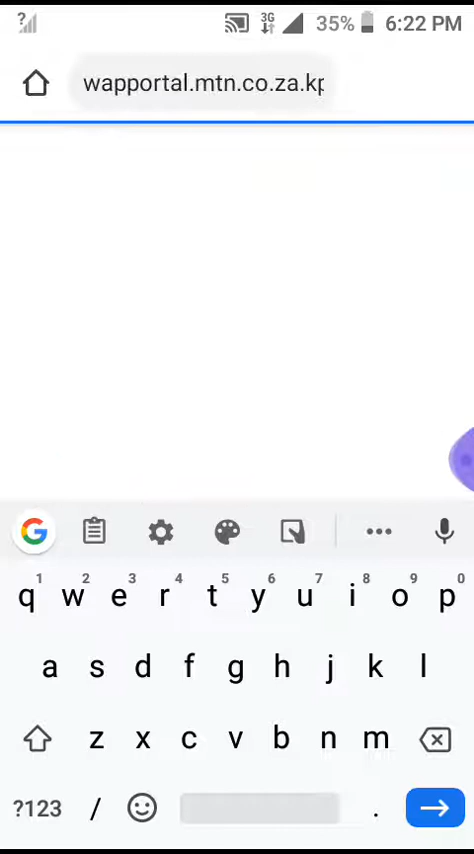 ? 3G 35% 6:22 PM
wapportal.mtn.co.za.kp
G
1 2 3 4 5 6 7 8 9 0
q w e r t y u i o p
a s d f g h j k l
z x c v b n m
?123 / .